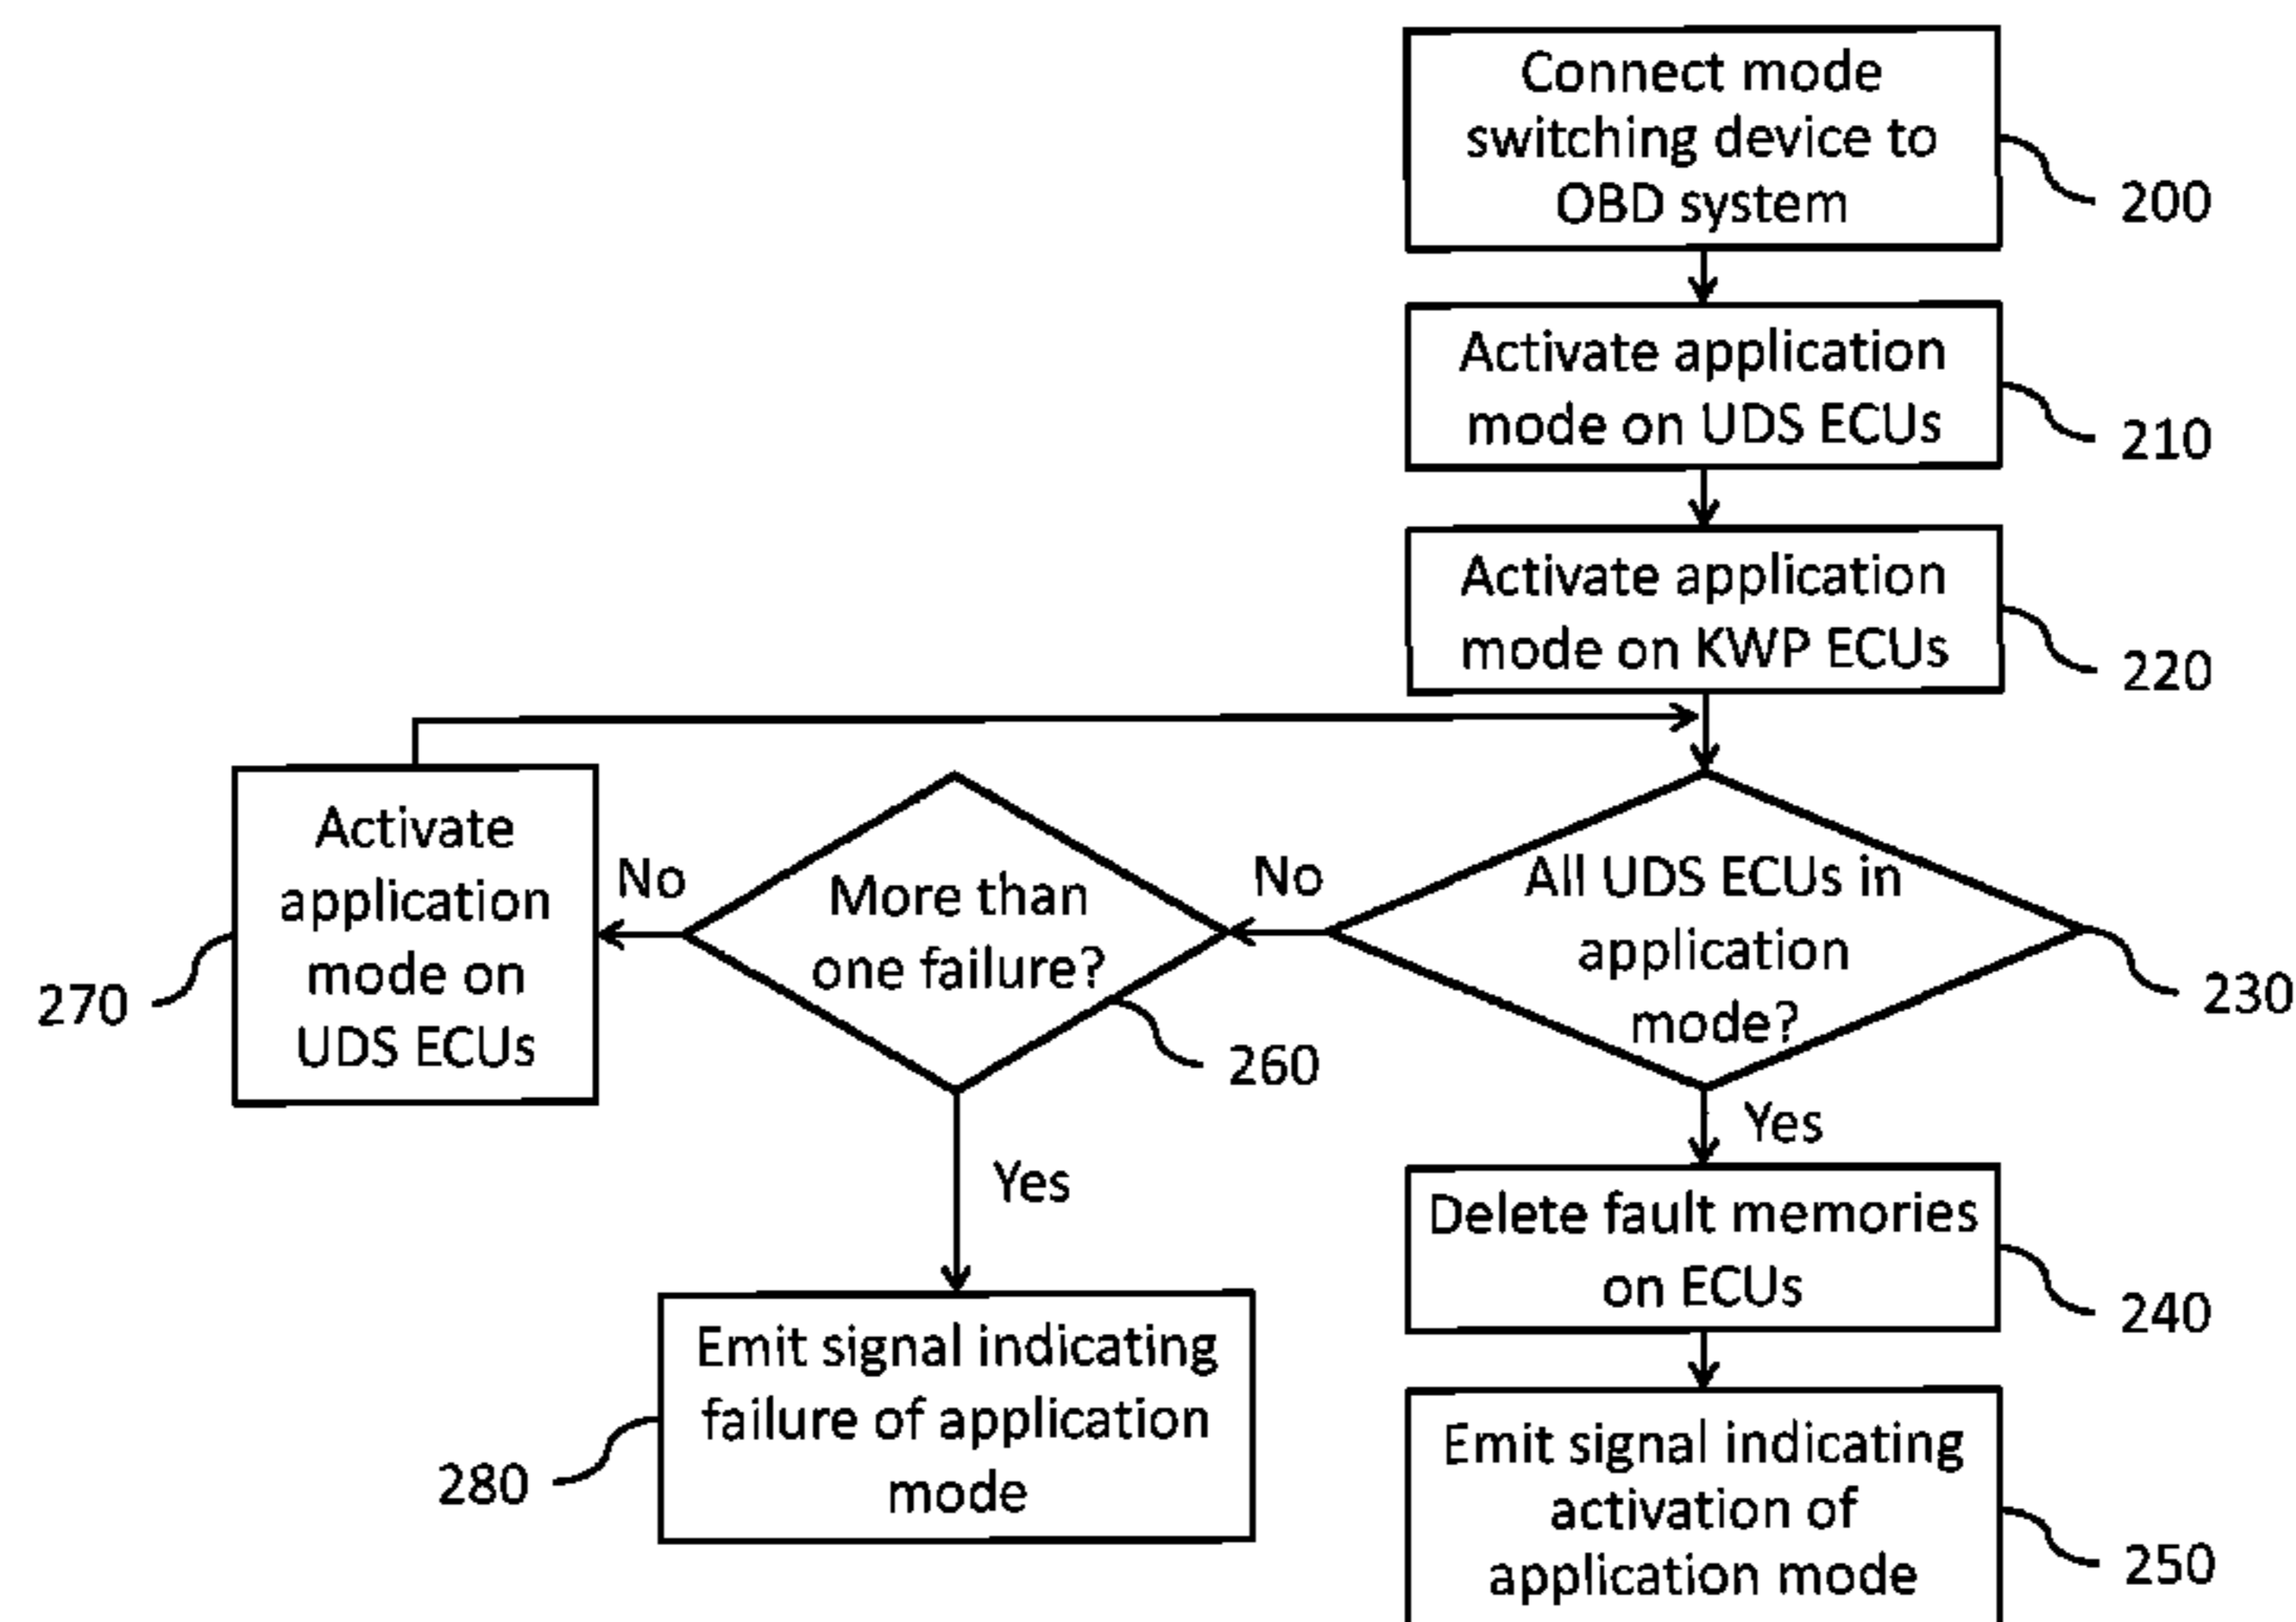 Connect mode
switching device to
OBD system
200
Activate application
mode on UDS ECUs
210
Activate application
mode on KWP ECUs
220
All UDS ECUs in
application
mode?
230
No
More than
one failure?
260
No
Activate
application
mode on
UDS ECUs
270
Yes
Emit signal indicating
failure of application
mode
280
Yes
Delete fault memories
on ECUs
240
Emit signal indicating
activation of
application mode
250